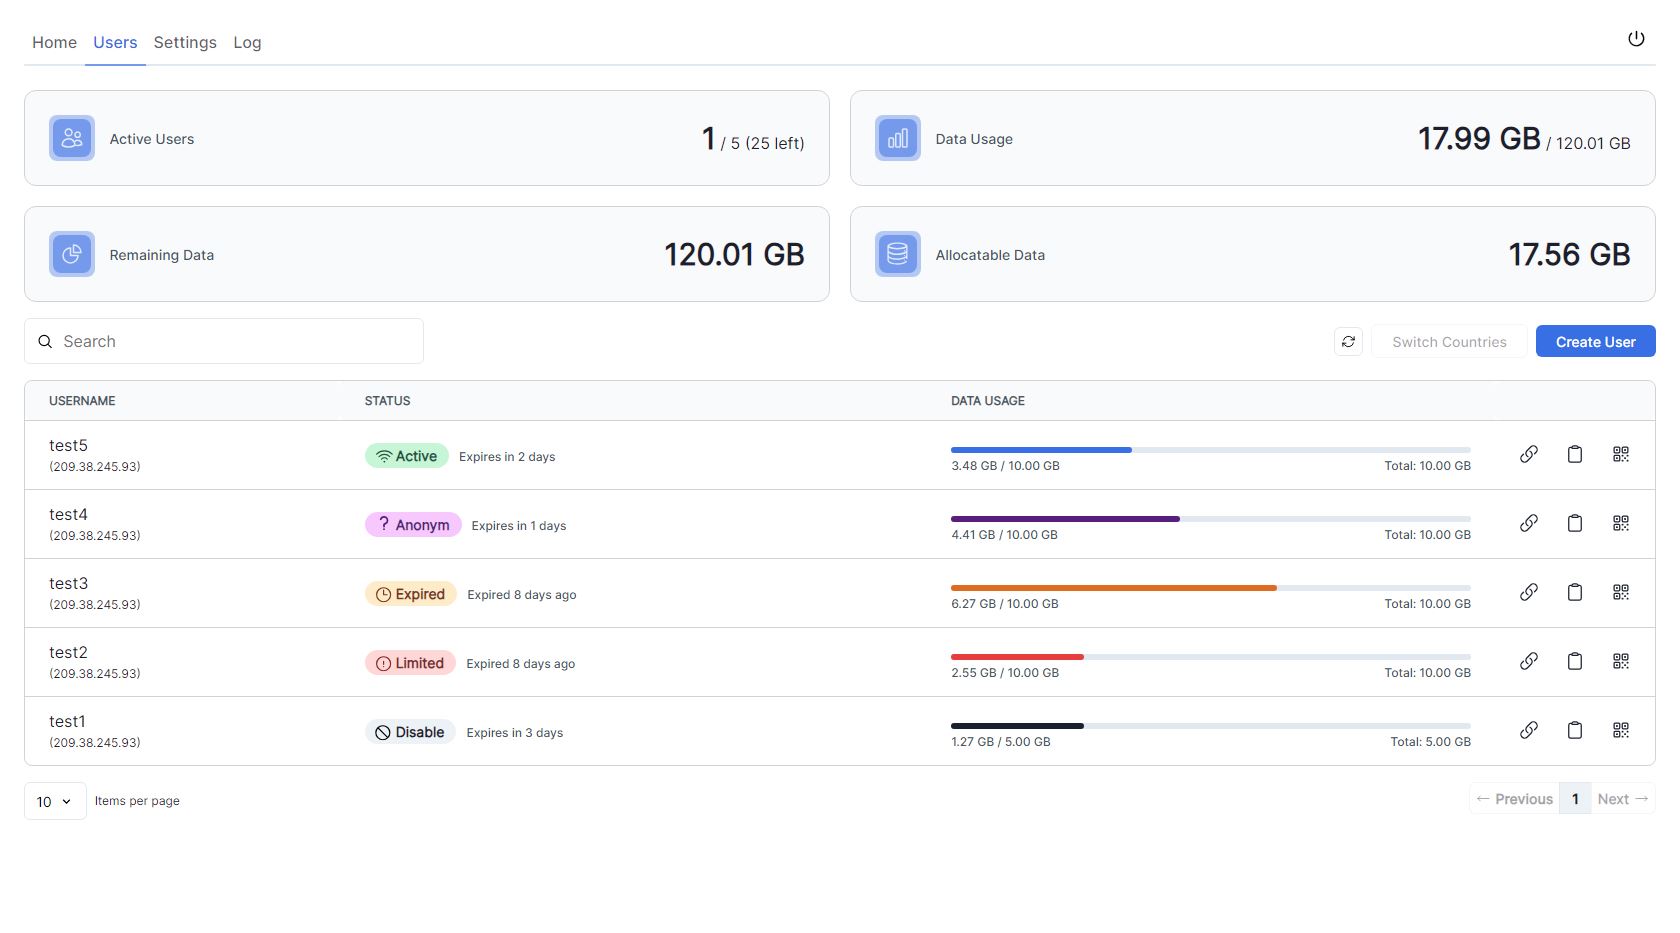 Home Users Settings Log
Active Users 1 / 5 (25 left)
Data Usage 17.99 GB / 120.01 GB
Remaining Data 120.01 GB
Allocatable Data 17.56 GB
Search
Switch Countries Create User
USERNAME STATUS DATA USAGE
test5
(209.38.245.93)
Active Expires in 2 days
3.48 GB / 10.00 GB Total: 10.00 GB
test4
(209.38.245.93)
? Anonym Expires in 1 days
4.41 GB / 10.00 GB Total: 10.00 GB
test3
(209.38.245.93)
Expired Expired 8 days ago
6.27 GB / 10.00 GB Total: 10.00 GB
test2
(209.38.245.93)
Limited Expired 8 days ago
2.55 GB / 10.00 GB Total: 10.00 GB
test1
(209.38.245.93)
Disable Expires in 3 days
1.27 GB / 5.00 GB Total: 5.00 GB
10 Items per page
← Previous 1 Next →